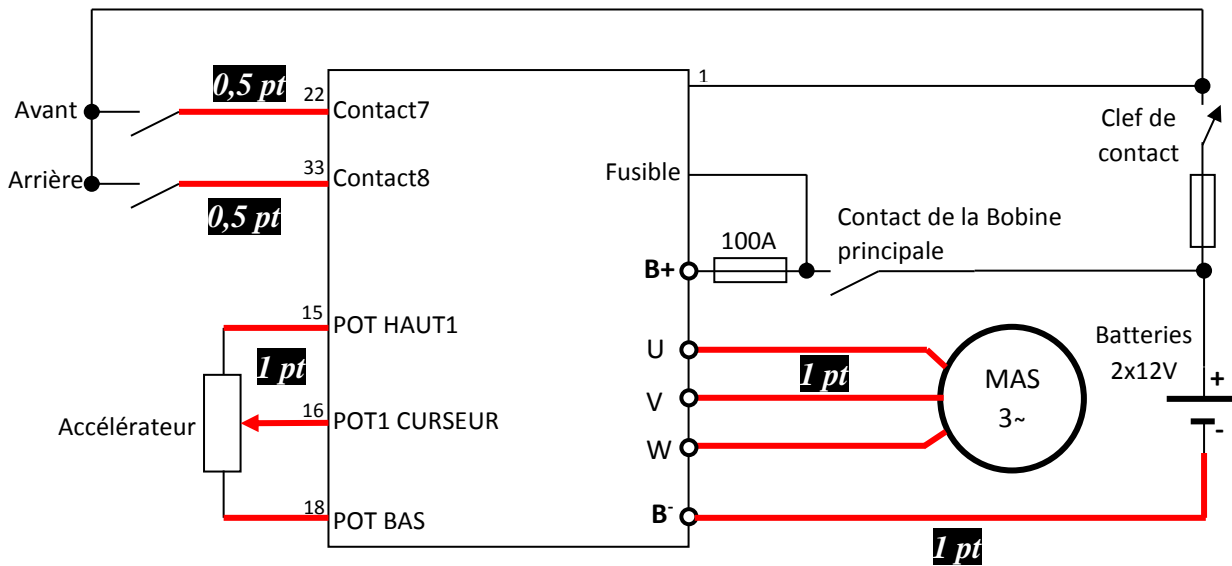 1
0,5 pt
22
Avant
Contact7
Clef de
contact
33
Arrière
Contact8
Fusible
0,5 pt
Contact de la Bobine
principale
100A
B+
15
POT HAUT1
U
Batteries
2x12V
1 pt
1 pt
MAS
3~
+
-
V
16
Accélérateur
POT1 CURSEUR
W
18
POT BAS
B-
1 pt